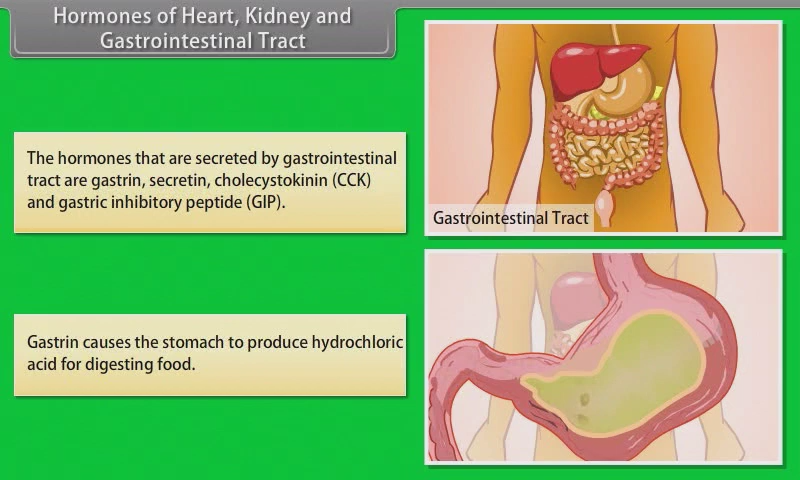 Hormones of Heart, Kidney and
Gastrointestinal Tract
The hormones that are secreted by gastrointestinal
tract are gastrin, secretin, cholecystokinin (CCK)
and gastric inhibitory peptide (GIP).
Gastrointestinal Tract
Gastrin causes the stomach to produce hydrochloric
acid for digesting food.